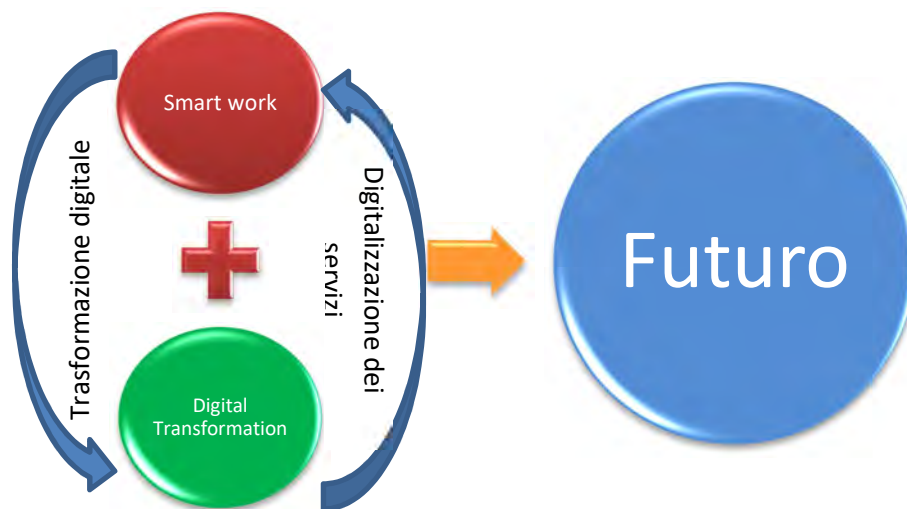 Smart work
Trasformazione digitale
Digitalizzazione dei
servizi
Digital
Transformation
Futuro